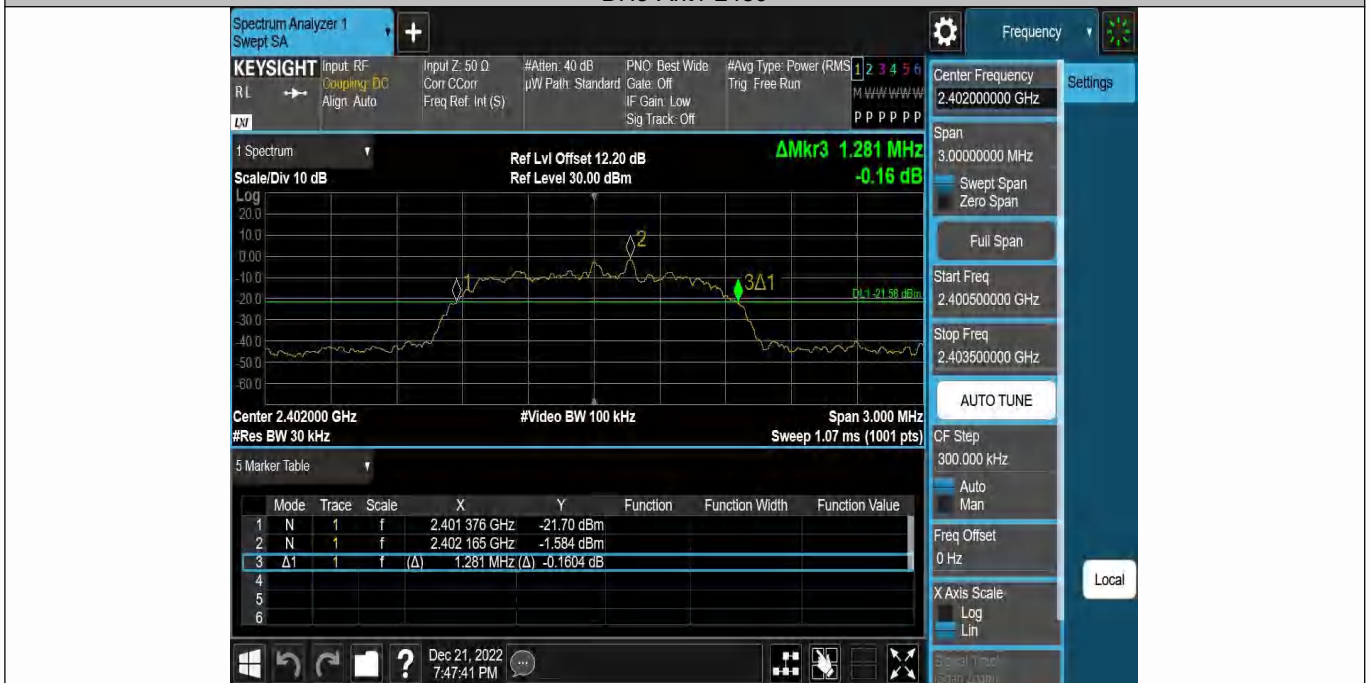 Spectrum Analyzer 1
Swept SA
+
Frequency
KEYSIGHT
RL
LXI
Input: RF
Coupling: DC
Align: Auto
Input Z: 50 Ω
Corr CCorr
Freq Ref: Int (S)
#Atten: 40 dB
µW Path: Standard
PNO: Best Wide
Gate: Off
IF Gain: Low
Sig Track: Off
#Avg Type: Power (RMS
Trig: Free Run
1 2 3 4 5 6
M W W W W W
P P P P P P
1 Spectrum
Scale/Div 10 dB
Ref Lvl Offset 12.20 dB
Ref Level 30.00 dBm
ΔMkr3 1.281 MHz
-0.16 dB
Log
20.0
10.0
0.00
-10.0
-20.0
-30.0
-40.0
-50.0
-60.0
1
2
3Δ1
DL1 -21.58 dBm
Center 2.402000 GHz
#Video BW 100 kHz
Span 3.000 MHz
#Res BW 30 kHz
Sweep 1.07 ms (1001 pts)
5 Marker Table
Mode Trace Scale X Y Function Function Width Function Value
1 N 1 f 2.401 376 GHz -21.70 dBm
2 N 1 f 2.402 165 GHz -1.584 dBm
3 Δ1 1 f (Δ) 1.281 MHz (Δ) -0.1604 dB
4
5
6
?
Dec 21, 2022
7:47:41 PM
Center Frequency
2.402000000 GHz
Settings
Span
3.00000000 MHz
Swept Span
Zero Span
Full Span
Start Freq
2.400500000 GHz
Stop Freq
2.403500000 GHz
AUTO TUNE
CF Step
300.000 kHz
Auto
Man
Freq Offset
0 Hz
X Axis Scale
Log
Lin
Local